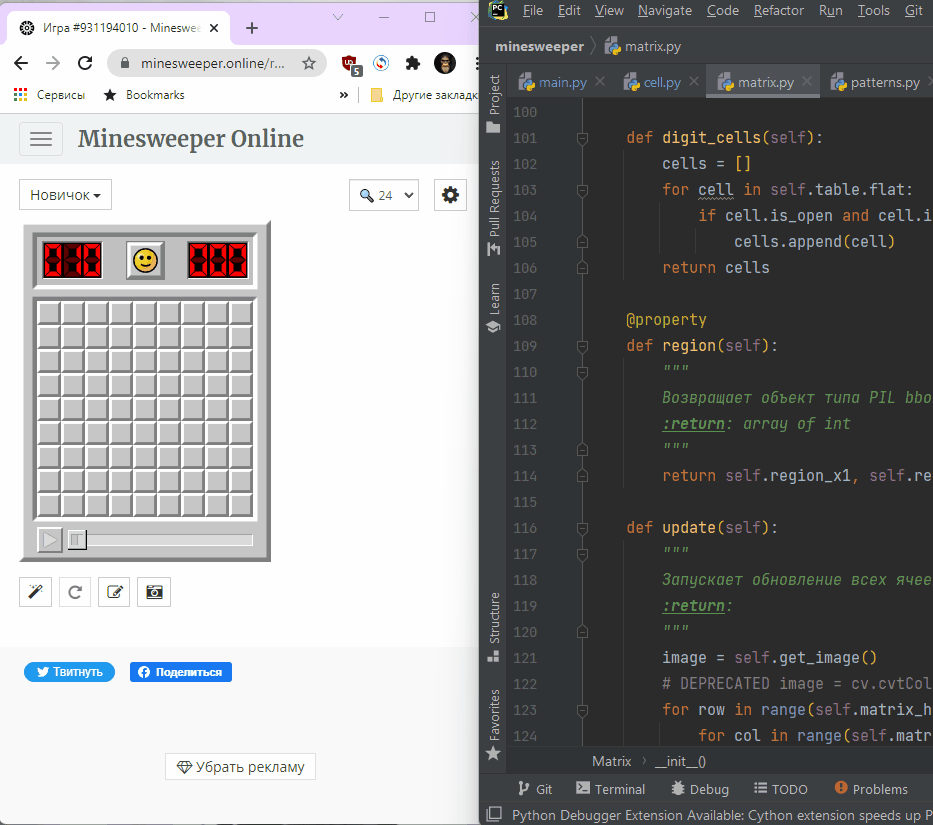 Игра #931194010 - Mineswee
minesweeper.online/r...
5
Сервисы
Bookmarks
»
Другие закладк
Minesweeper Online
Новичок
24
Твитнуть
Поделиться
Убрать рекламу
PC
File Edit View Navigate Code Refactor Run Tools Git
minesweeper matrix.py
main.py cell.py matrix.py patterns.py
Project
Pull Requests
Learn
Structure
Favorites
100
101 def digit_cells(self):
102 cells = []
103 for cell in self.table.flat:
104 if cell.is_open and cell.i
105 cells.append(cell)
106 return cells
107
108 @property
109 def region(self):
110 """
111 Возвращает объект типа PIL bbo
112 :return: array of int
113 """
114 return self.region_x1, self.re
115
116 def update(self):
117 """
118 Запускает обновление всех ячее
119 :return:
120 """
121 image = self.get_image()
122 # DEPRECATED image = cv.cvtCol
123 for row in range(self.matrix_h
124 for col in range(self.matr
Matrix __init__()
Git Terminal Debug TODO Problems
Python Debugger Extension Available: Cython extension speeds up P